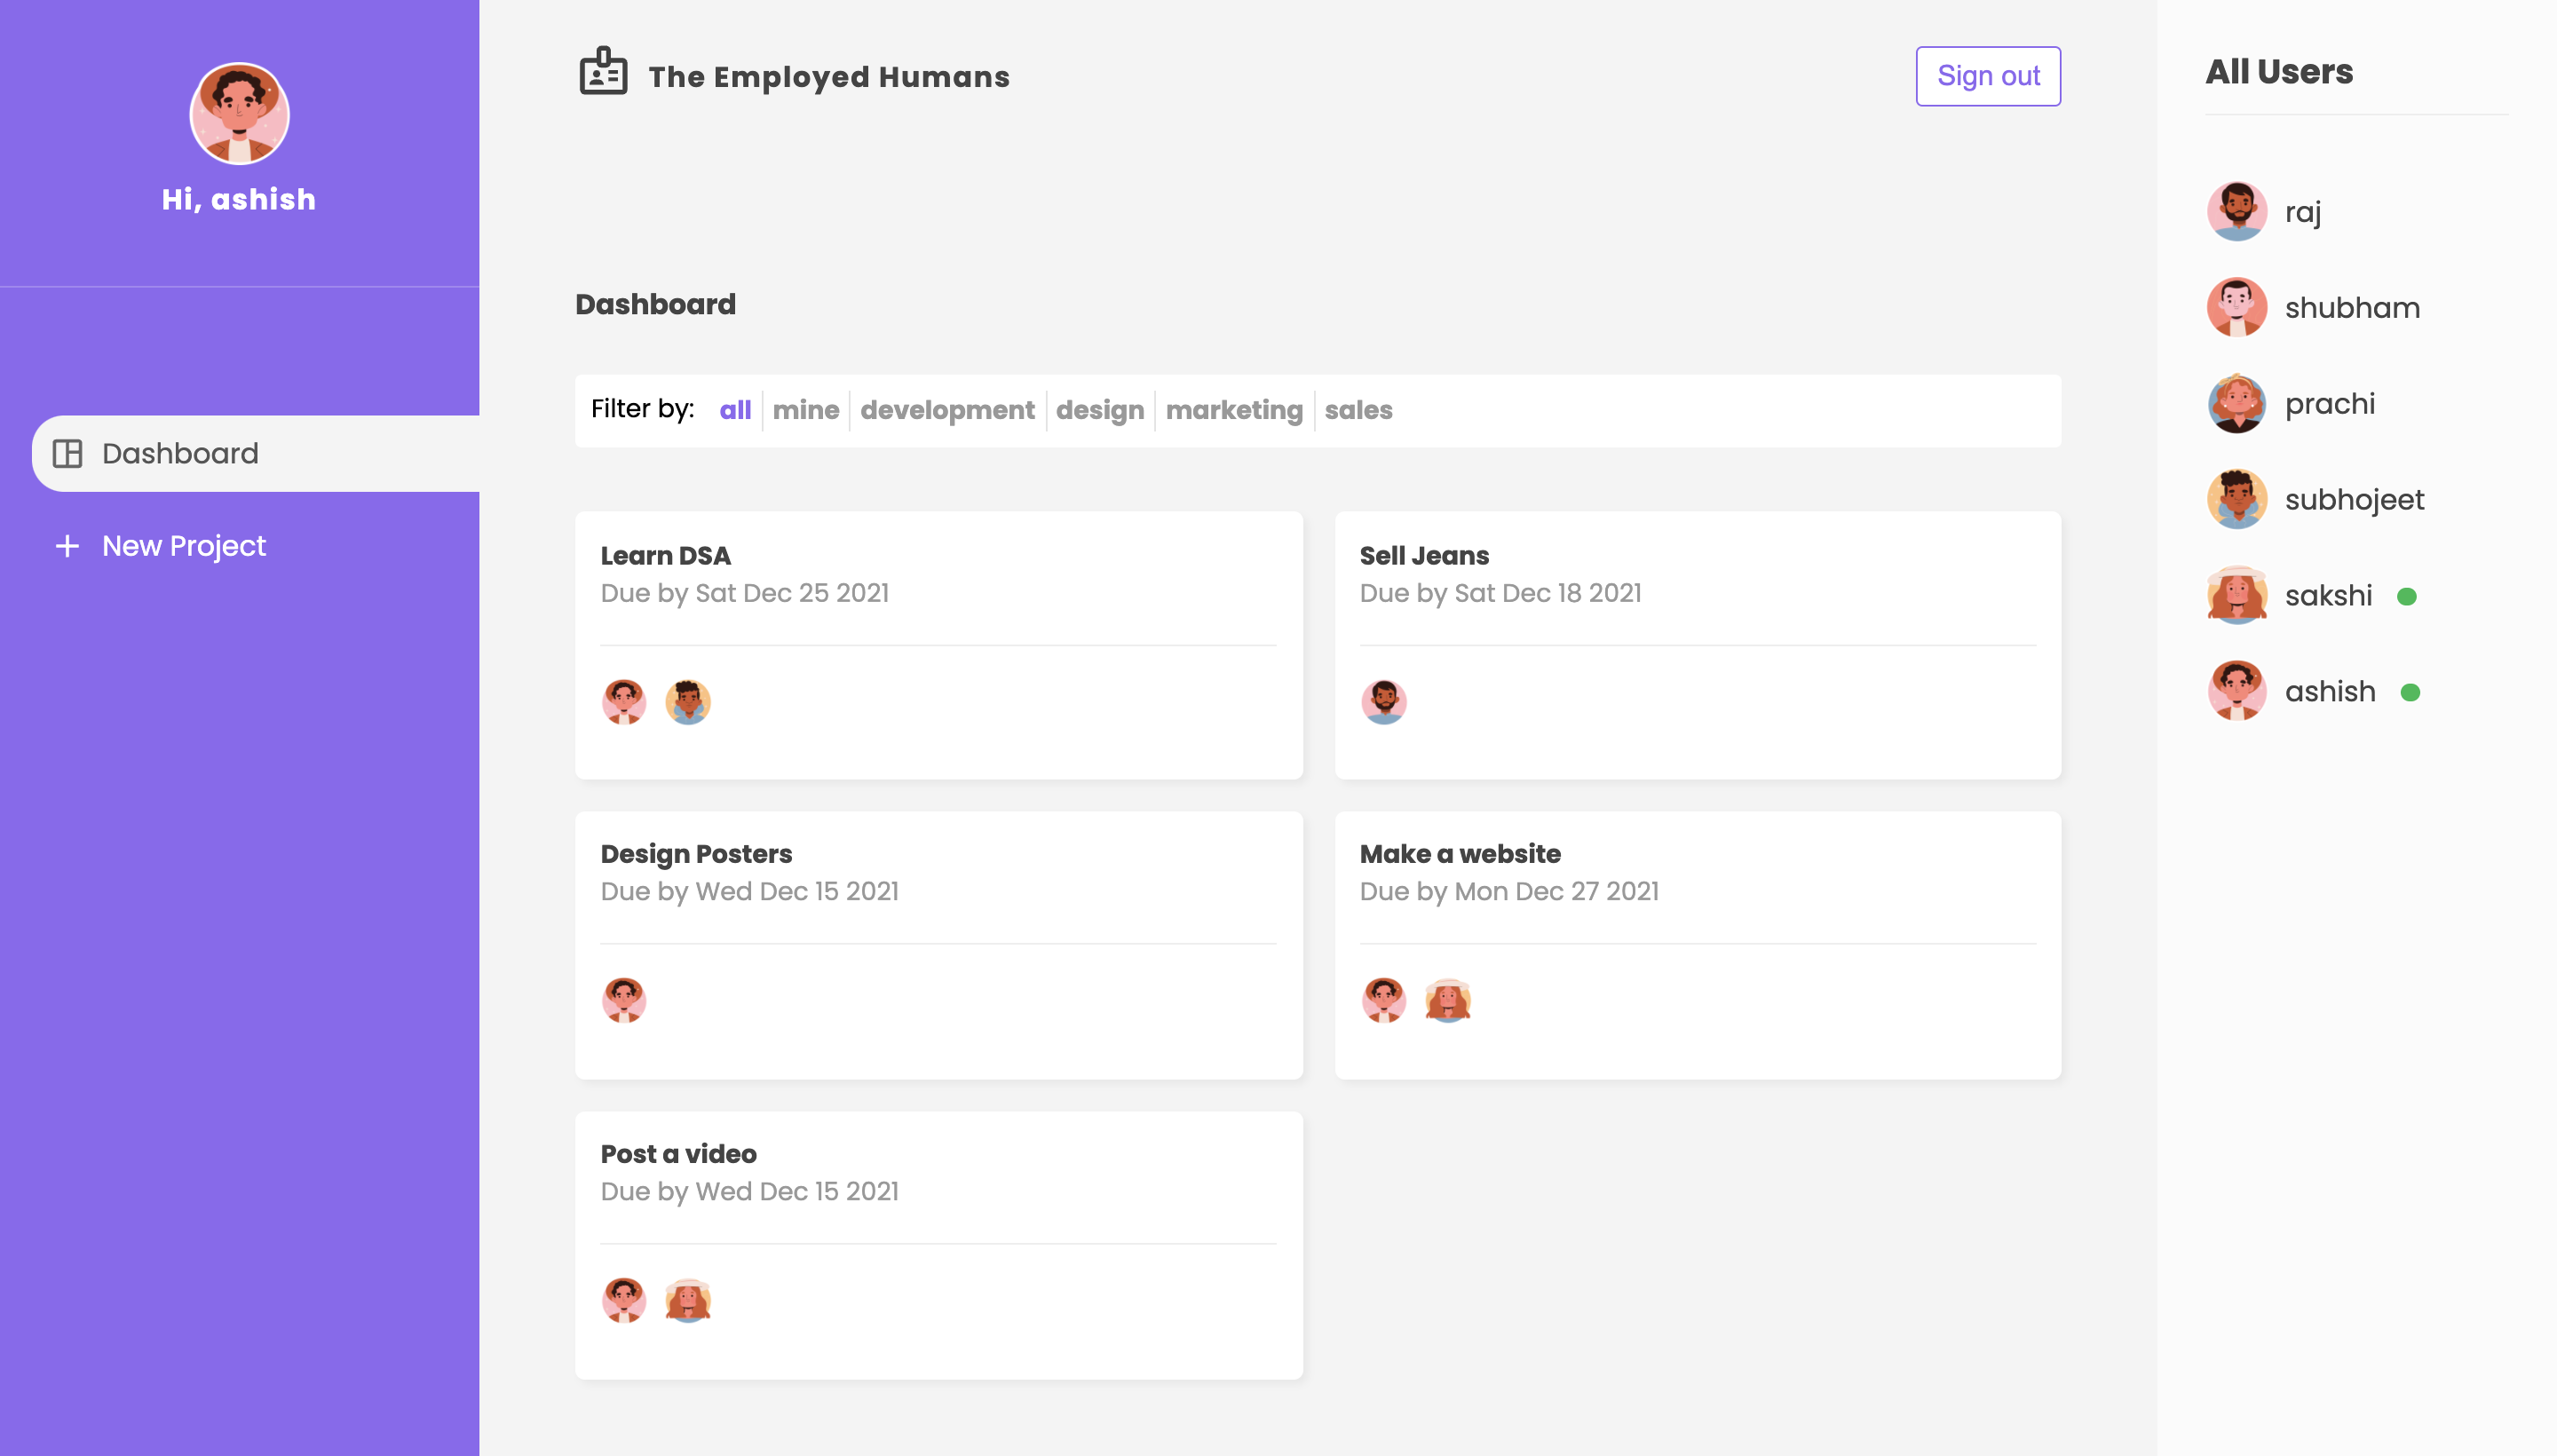 Hi, ashish
Dashboard
New Project
The Employed Humans
Sign out
Dashboard
Filter by: all mine development design marketing sales
Learn DSA
Due by Sat Dec 25 2021
Sell Jeans
Due by Sat Dec 18 2021
Design Posters
Due by Wed Dec 15 2021
Make a website
Due by Mon Dec 27 2021
Post a video
Due by Wed Dec 15 2021
All Users
raj
shubham
prachi
subhojeet
sakshi
ashish